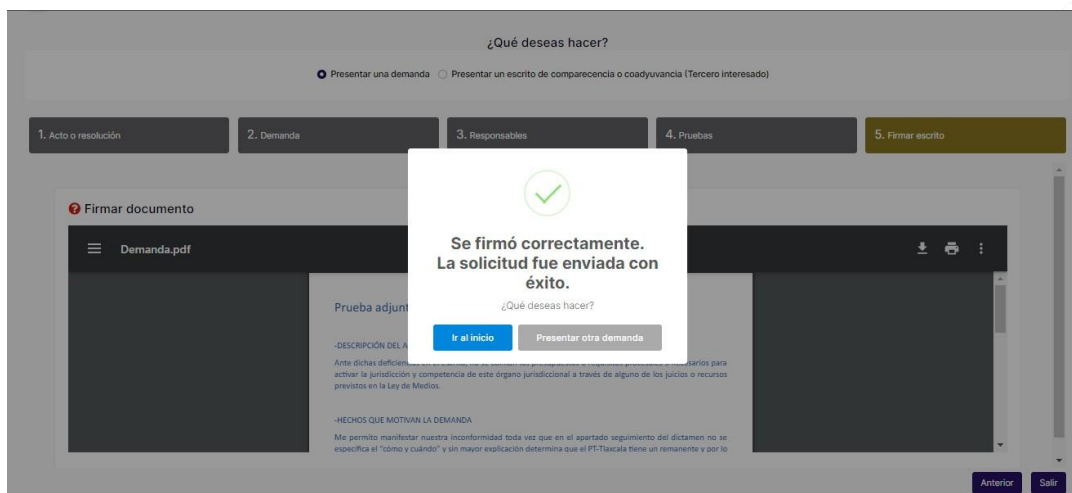 ¿Qué deseas hacer?
Presentar una demanda Presentar un escrito de comparecencia o coadyuvancia (Tercero interesado)
1. Acto o resolución 2. Demanda 3. Responsables 4. Pruebas 5. Firmar escrito
Firmar documento
Demanda.pdf
Se firmó correctamente.
La solicitud fue enviada con
éxito.
¿Qué deseas hacer?
Ir al inicio Presentar otra demanda
Prueba adjunt
-DESCRIPCIÓN DEL A
Ante dichas deficien
activar la jurisdicción y competencia de este órgano jurisdiccional a través de alguno de los juicios o recursos
previstos en la Ley de Medios.
-HECHOS QUE MOTIVAN LA DEMANDA
Me permito manifestar nuestra inconformidad toda vez que en el apartado seguimiento del dictamen no se
especifica el "cómo y cuándo" y sin mayor explicación determina que el PT-Tlaxcala tiene un remanente y por lo
Anterior Salir